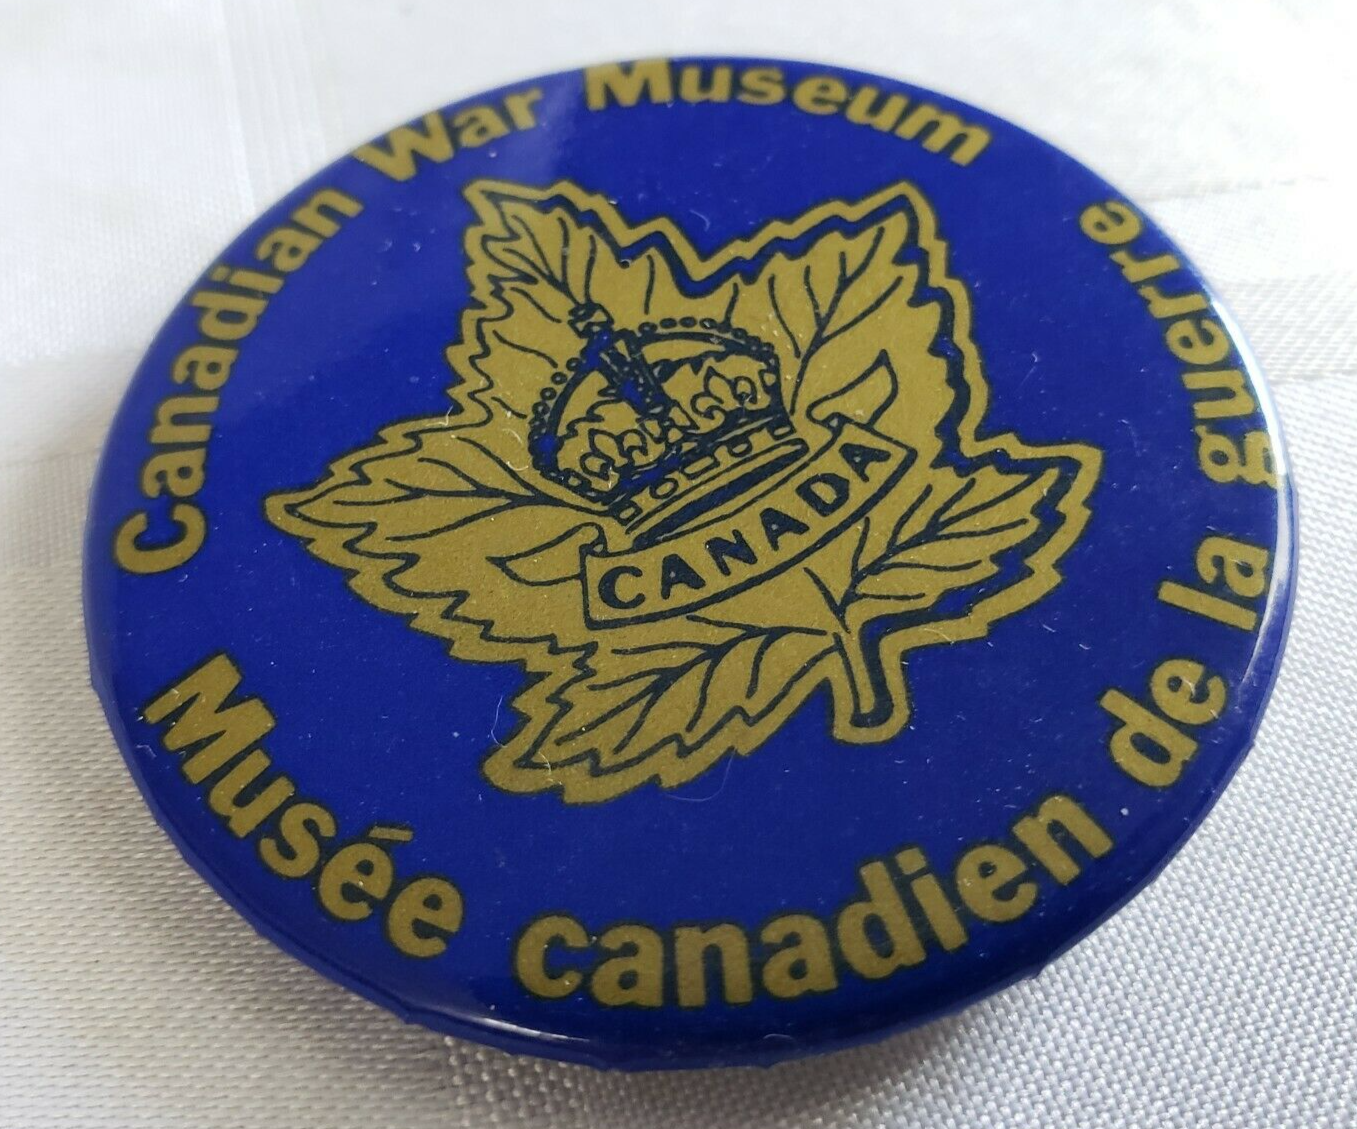 Canadian War Museum
CANADA
Musée canadien de la guerre